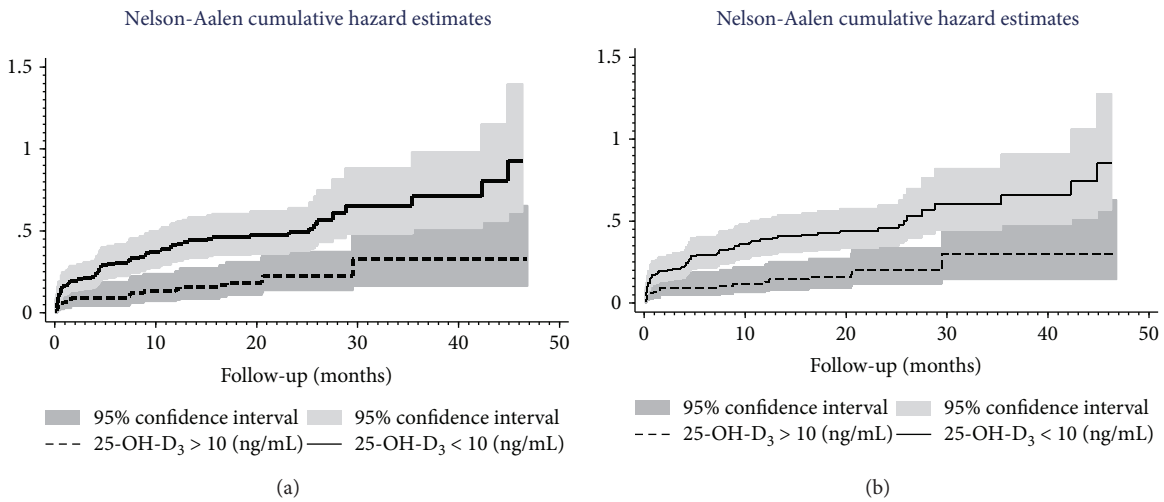 Nelson-Aalen cumulative hazard estimates
1.5
1
.5
0
0 10 20 30 40 50
Follow-up (months)
95% confidence interval 95% confidence interval
25-OH-D₃ > 10 (ng/mL) 25-OH-D₃ < 10 (ng/mL)
(a)
Nelson-Aalen cumulative hazard estimates
1.5
1
.5
0
0 10 20 30 40 50
Follow-up (months)
95% confidence interval 95% confidence interval
25-OH-D₃ > 10 (ng/mL) 25-OH-D₃ < 10 (ng/mL)
(b)